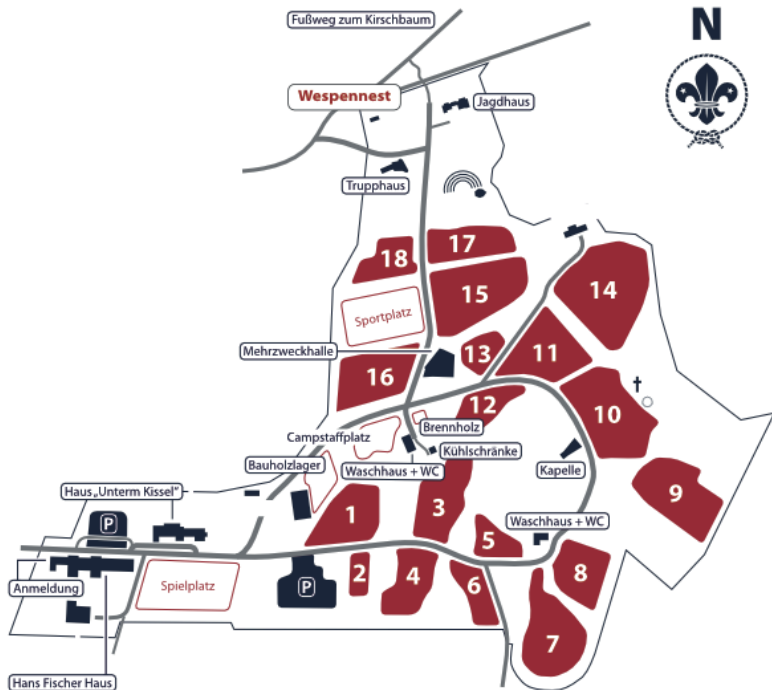 Fußweg zum Kirschbaum
N
Wespennest
Jagdhaus
Trupphaus
17
18
15
14
Sportplatz
Mehrzweckhalle
13
11
16
12
10
Brennholz
Campstaffplatz
Kühlschränke
Bauholzlager
Waschhaus + WC
Kapelle
9
Haus „Unterm Kissel"
P
1
3
Waschhaus + WC
5
Anmeldung
Spielplatz
P
2
4
6
8
7
Hans Fischer Haus